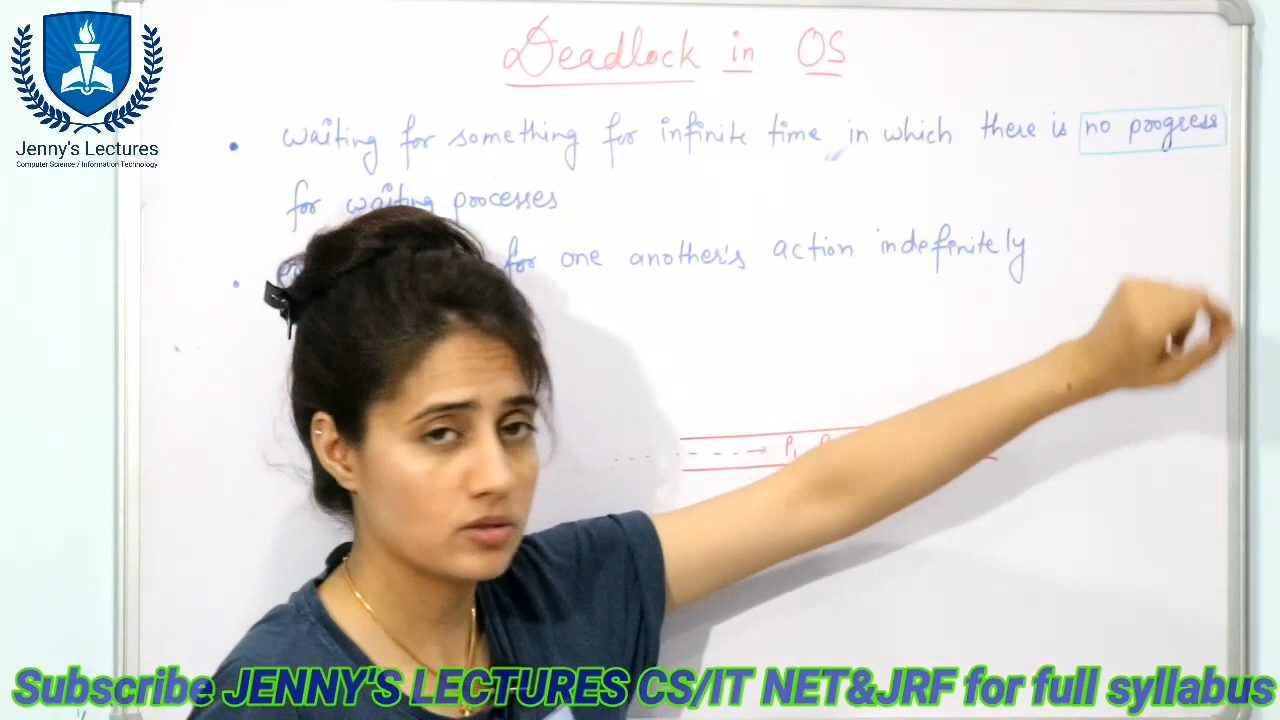 Jenny's Lectures
Computer Science / Information Technology
Deadlock in OS
• waiting for something for infinite time in which there is no progress
for waiting processes
• for one another's action indefinitely
P1
Subscribe JENNY'S LECTURES CS/IT NET&JRF for full syllabus